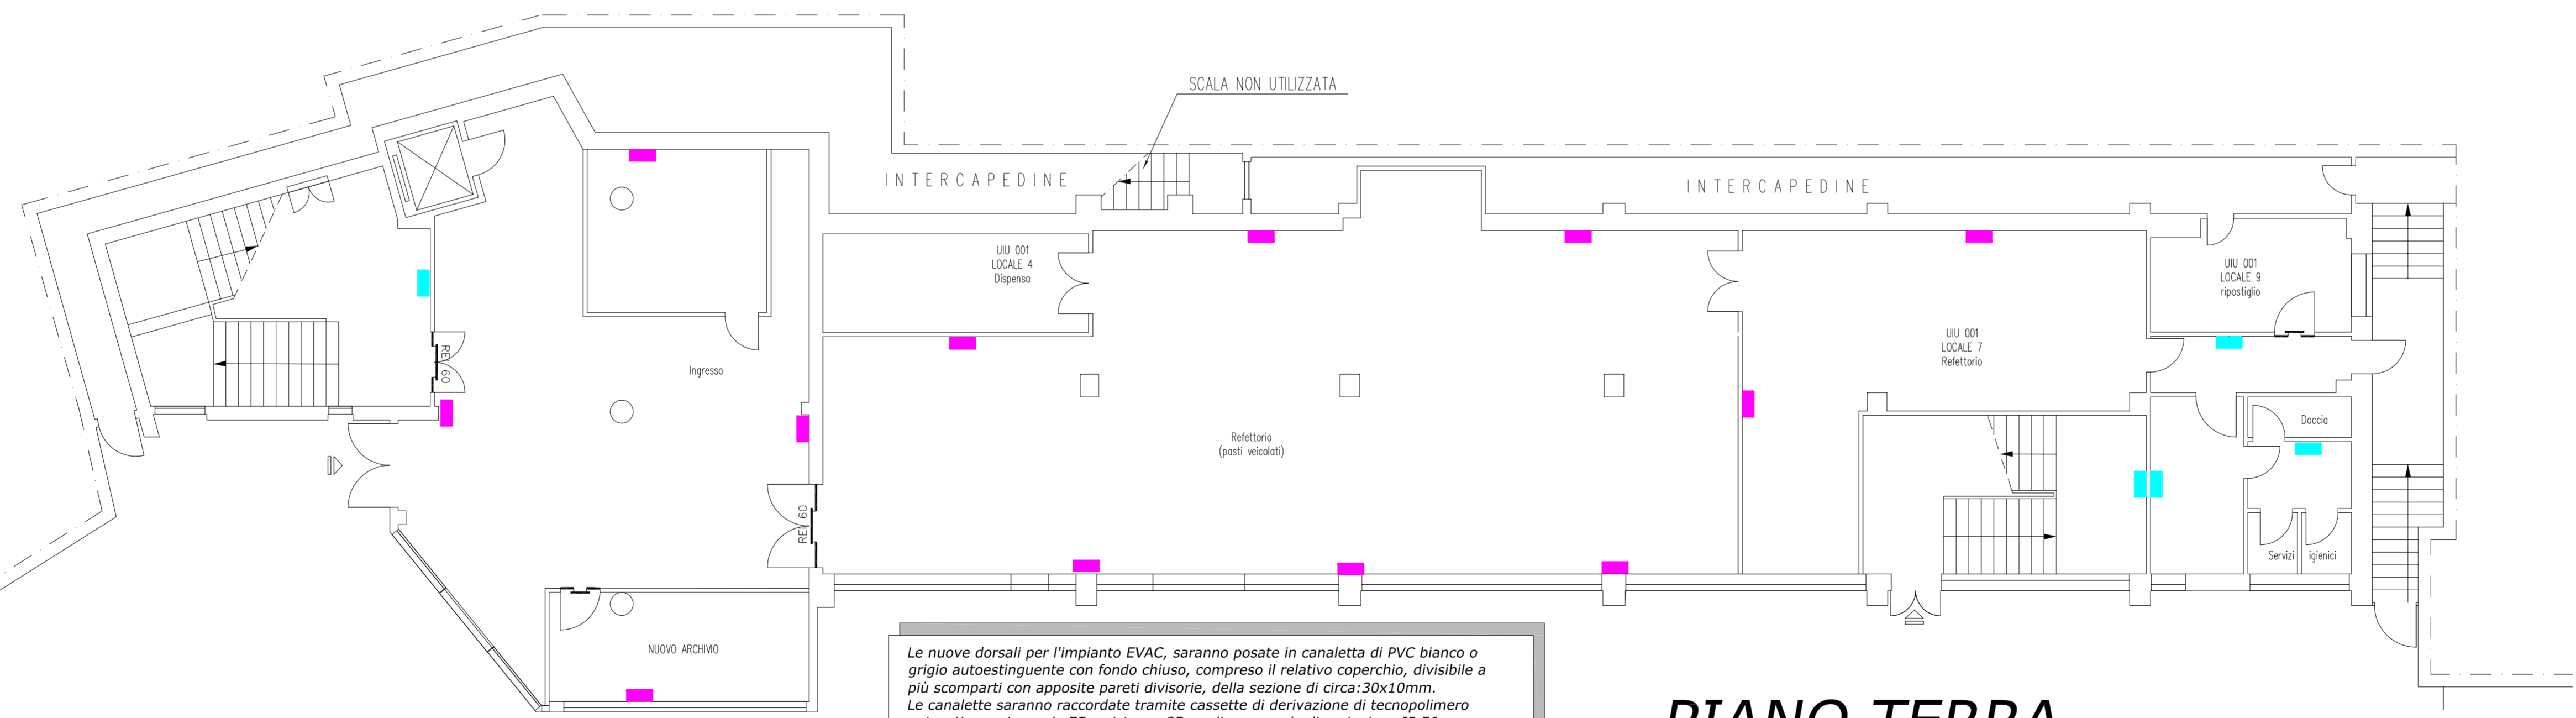 SCALA NON UTILIZZATA
INTERCAPEDINE
INTERCAPEDINE
UIU 001
LOCALE 4
Dispensa
UIU 001
LOCALE 9
ripostiglio
UIU 001
LOCALE 7
Refettorio
REI 60
Ingresso
Doccia
Refettorio
(pasti veicolati)
REI 60
Servizi igienici
NUOVO ARCHIVIO
Le nuove dorsali per l'impianto EVAC, saranno posate in canaletta di PVC bianco o
grigio autoestinguente con fondo chiuso, compreso il relativo coperchio, divisibile a
più scomparti con apposite pareti divisorie, della sezione di circa:30x10mm.
Le canalette saranno raccordate tramite cassette di derivazione di tecnopolimero
PIANO TERRA